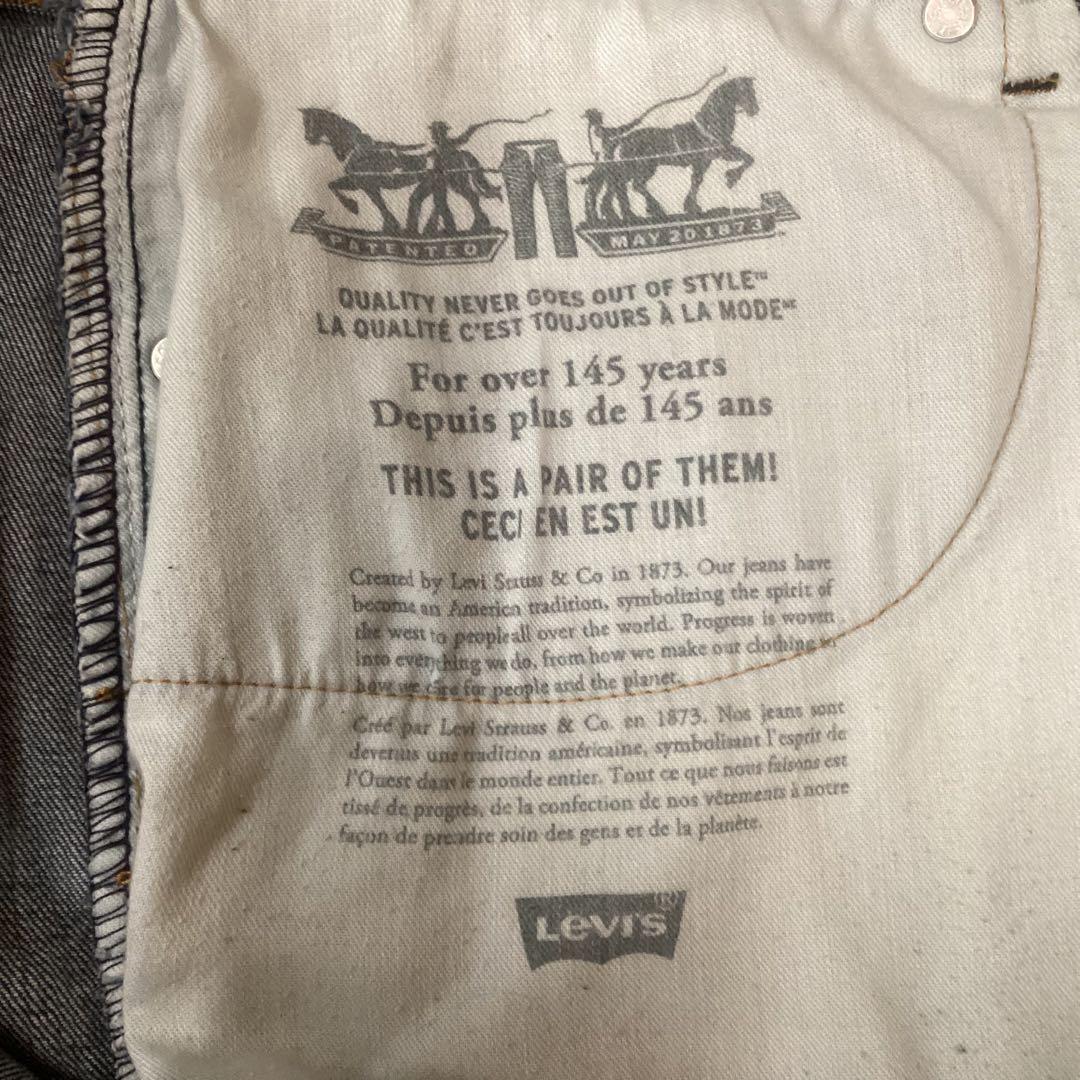 PATENTED
MAY 20 1873
QUALITY NEVER GOES OUT OF STYLE™
LA QUALITÉ C'EST TOUJOURS À LA MODEᴹᶜ
For over 145 years
Depuis plus de 145 ans
THIS IS A PAIR OF THEM!
CECI EN EST UN!
Created by Levi Strauss & Co in 1873. Our jeans have
become an American tradition, symbolizing the spirit of
the west to people all over the world. Progress is woven
into everything we do, from how we make our clothing
how we care for people and the planet.
Créé par Levi Strauss & Co. en 1873. Nos jeans sont
devenus une tradition américaine, symbolisant l'esprit de
l'Ouest dans le monde entier. Tout ce que nous faisons est
tissé de progrès, de la confection de nos vêtements à notre
façon de prendre soin des gens et de la planète.
Levi's®